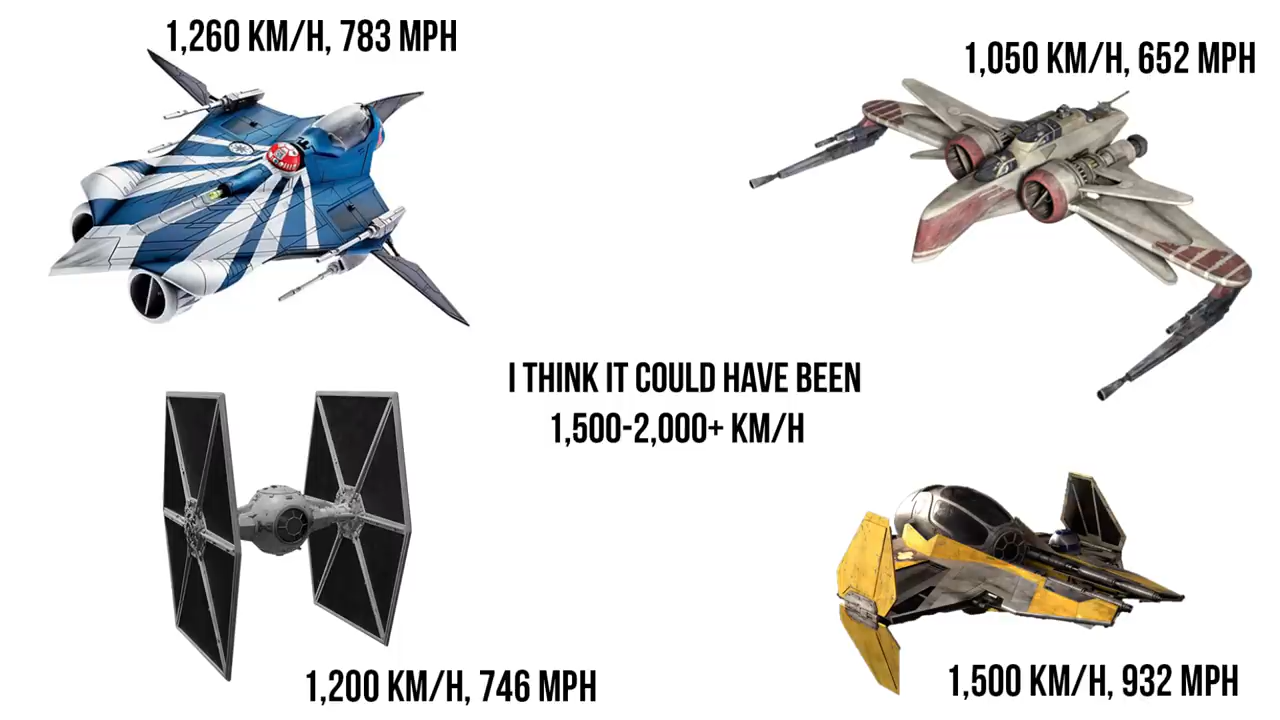 1,260 KM/H, 783 MPH
1,050 KM/H, 652 MPH
I THINK IT COULD HAVE BEEN
1,500-2,000+ KM/H
1,200 KM/H, 746 MPH
1,500 KM/H, 932 MPH